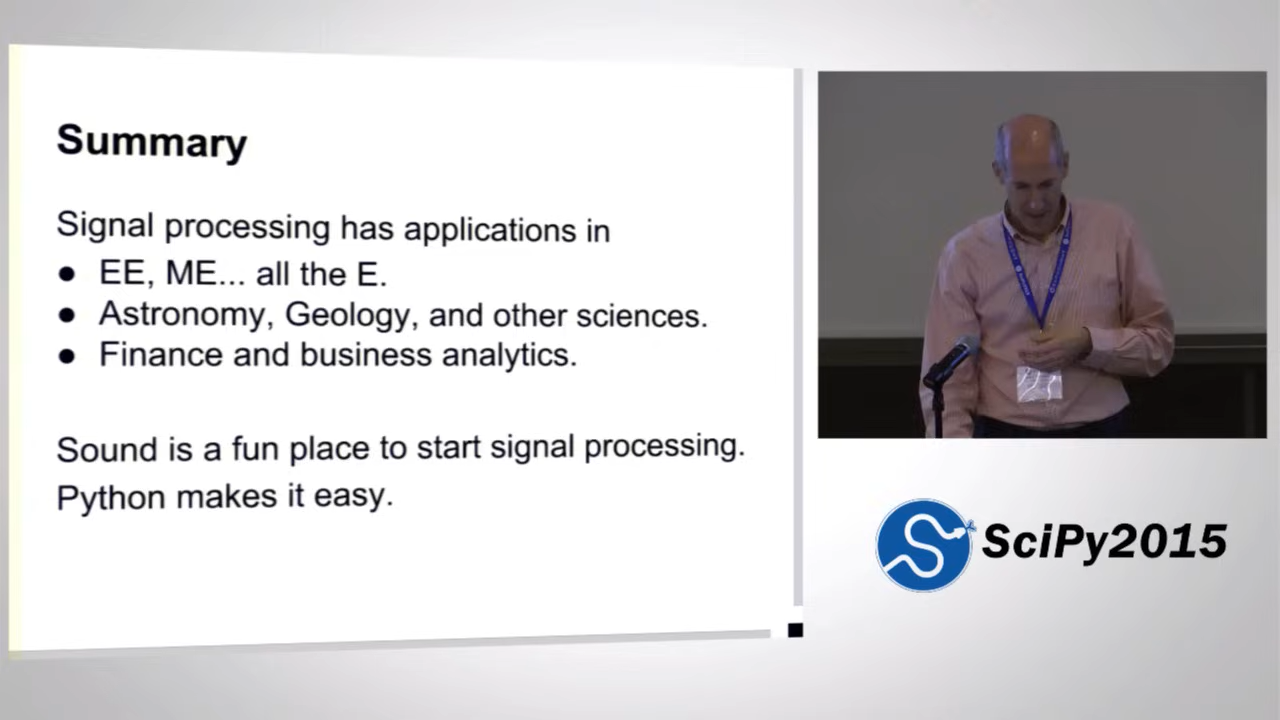 Summary
Signal processing has applications in
● EE, ME... all the E.
● Astronomy, Geology, and other sciences.
● Finance and business analytics.
Sound is a fun place to start signal processing.
Python makes it easy.
SciPy2015